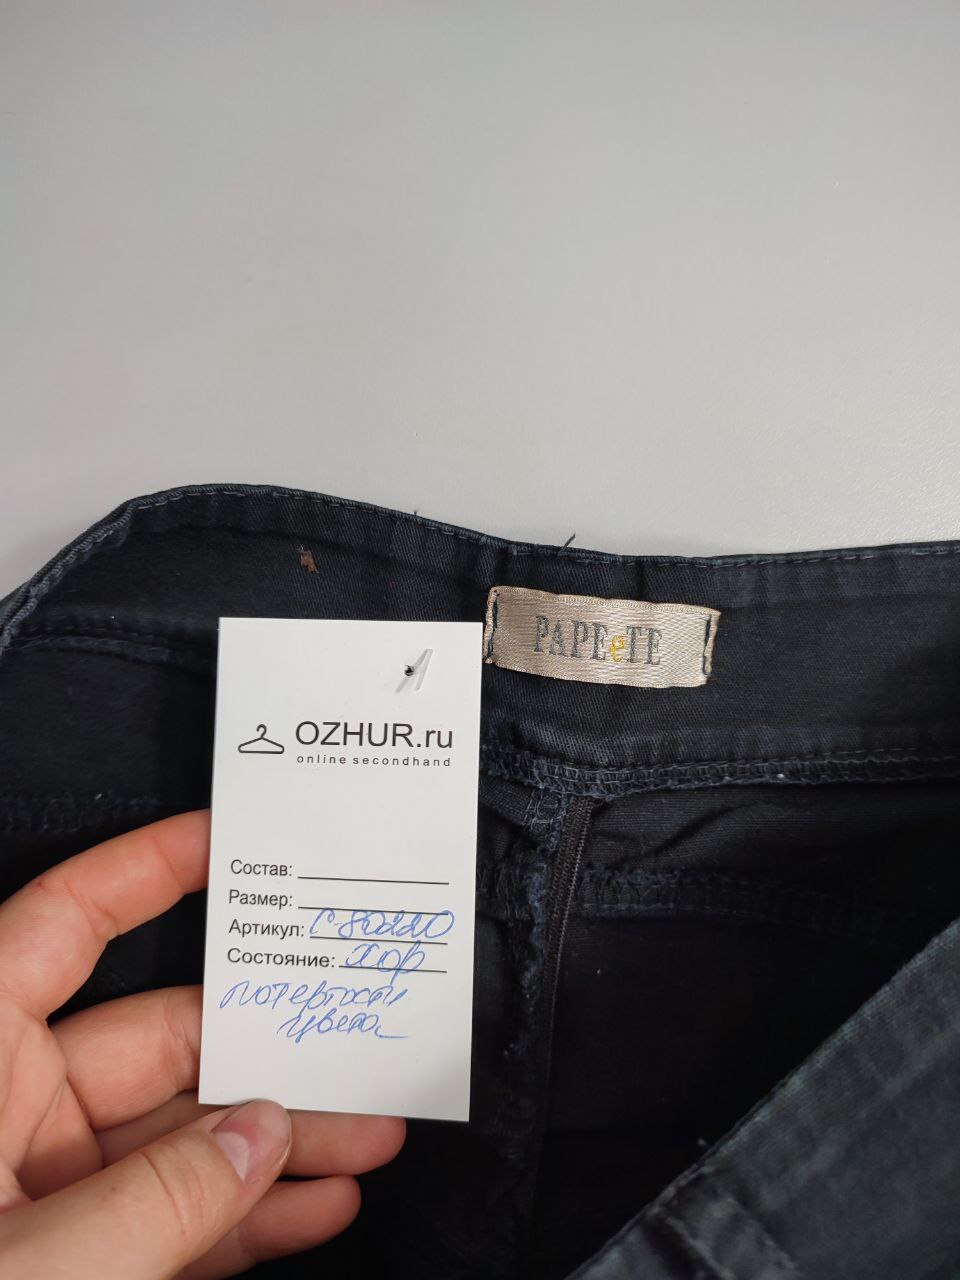 PAPEeTE
OZHUR.ru
online secondhand
Состав:
Размер:
Артикул: С-80220
Состояние: хор
потертости
цвета